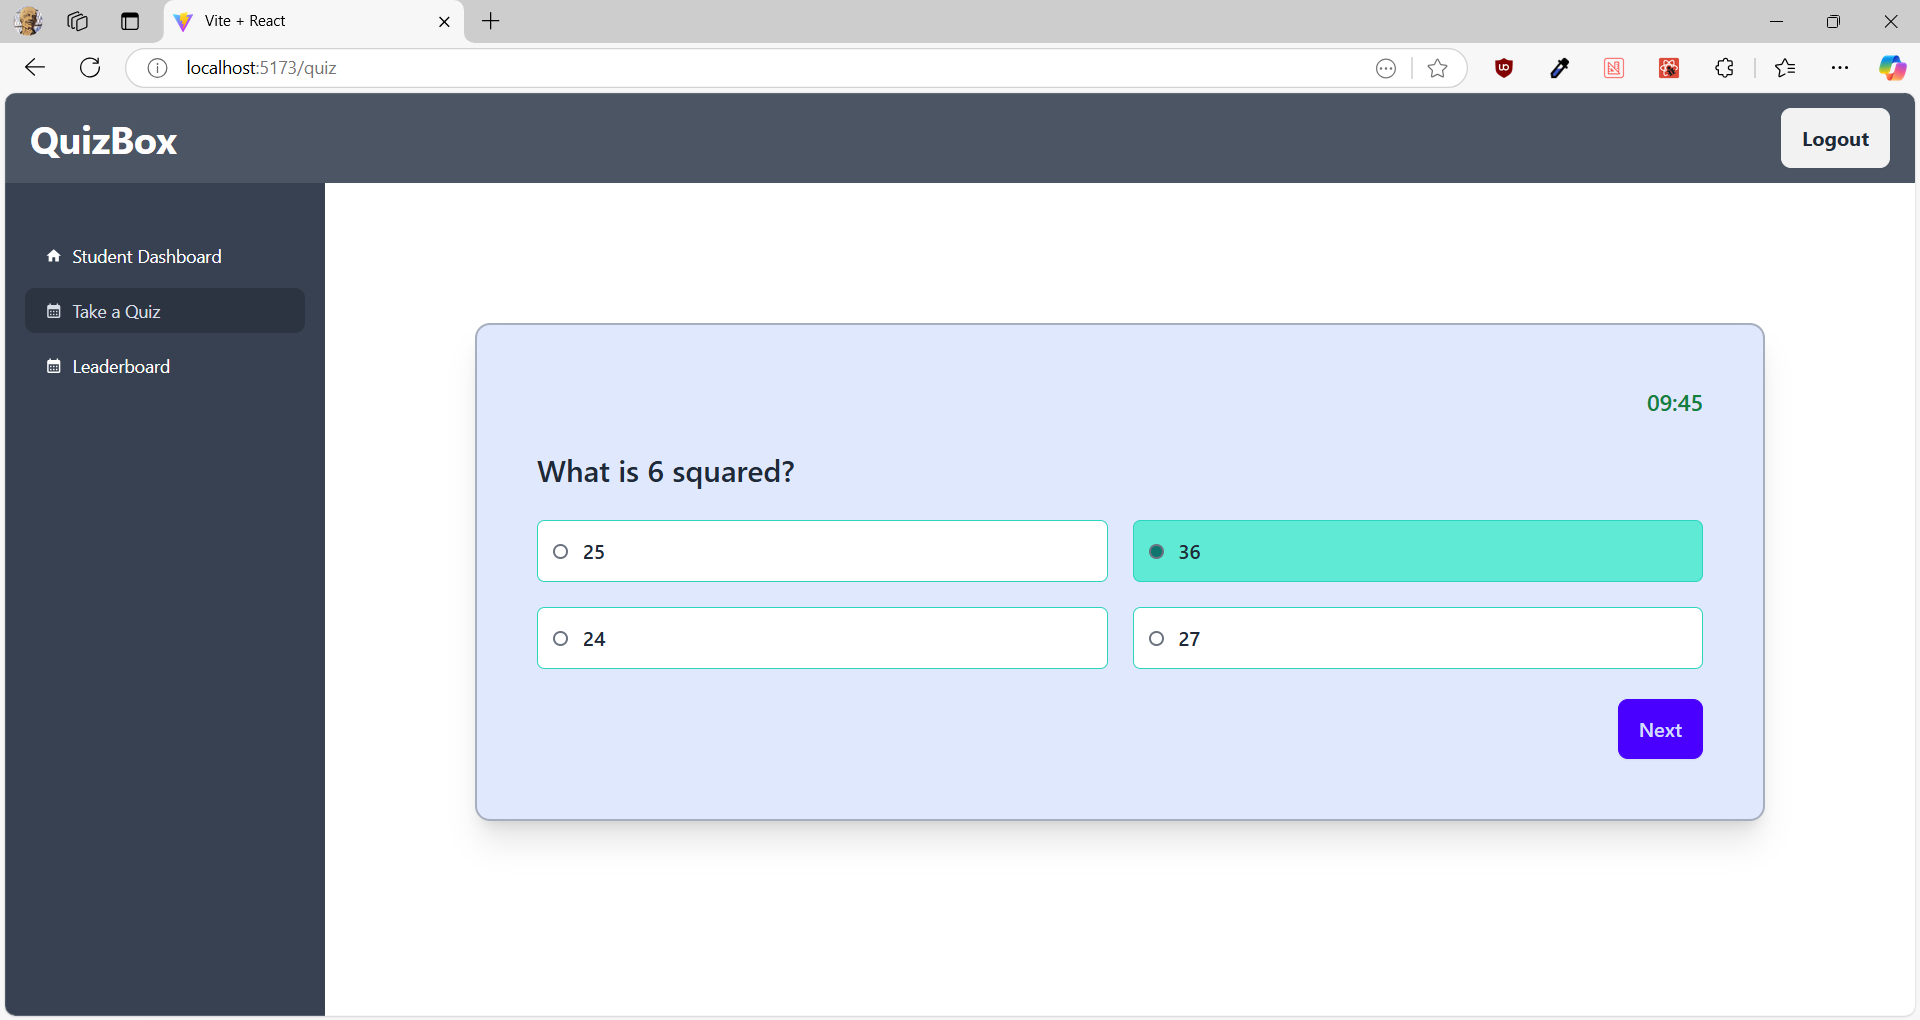 Vite + React
localhost:5173/quiz
QuizBox
Logout
Student Dashboard
Take a Quiz
Leaderboard
09:45
What is 6 squared?
25
36
24
27
Next